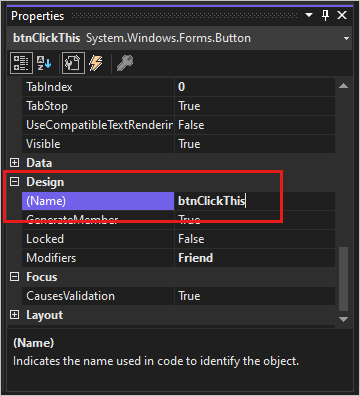 Properties
btnClickThis System.Windows.Forms.Button
TabIndex 0
TabStop True
UseCompatibleTextRenderin False
Visible True
Data
Design
(Name) btnClickThis
GenerateMember True
Locked False
Modifiers Friend
Focus
CausesValidation True
Layout
(Name)
Indicates the name used in code to identify the object.